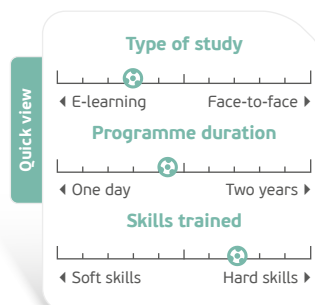 Quick view
Type of study
E-learning Face-to-face
Programme duration
One day Two years
Skills trained
Soft skills Hard skills